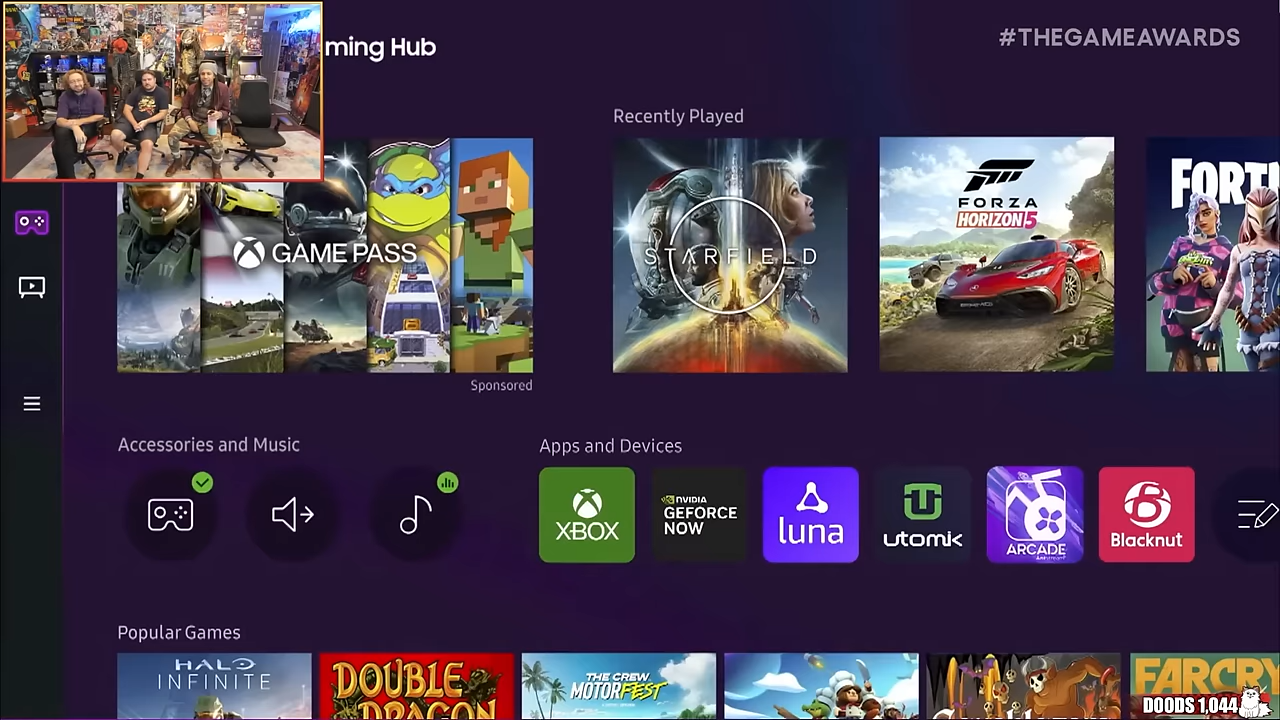 ming Hub
#THEGAMEAWARDS
Recently Played
GAME PASS
STARFIELD
FORZA
HORIZON 5
FORT
Sponsored
Accessories and Music
Apps and Devices
XBOX
NVIDIA
GEFORCE
NOW
luna
utomik
ARCADE
Blacknut
Popular Games
HALO
INFINITE
DOUBLE
DRAGON
THE CREW
MOTORFEST
FARCRY
DOODS 1,044